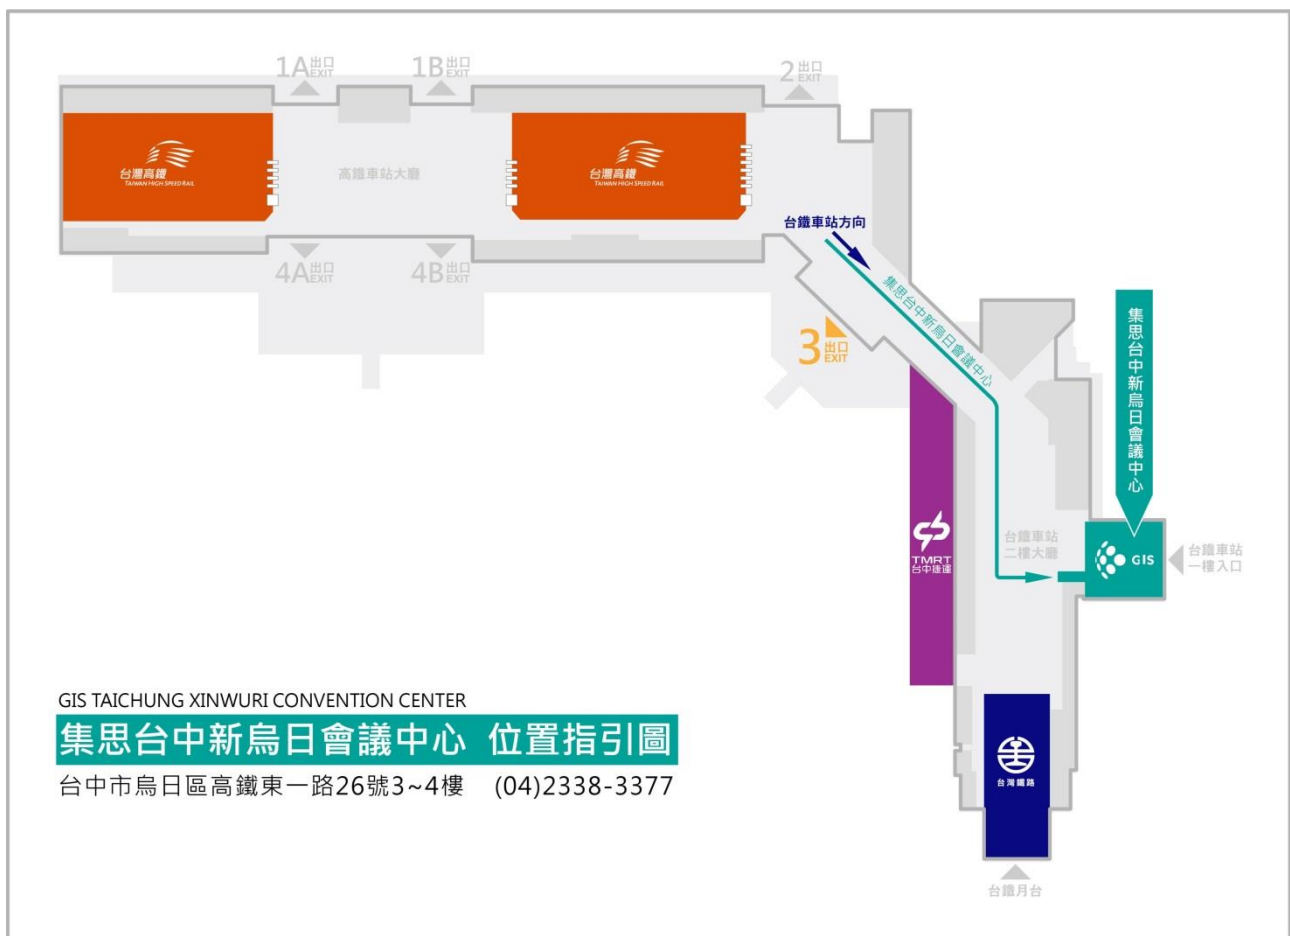 1A出口
EXIT
1B出口
EXIT
2出口
EXIT
台灣高鐵
TAIWAN HIGH SPEED RAIL
高鐵車站大廳
台灣高鐵
TAIWAN HIGH SPEED RAIL
台鐵車站方向
4A出口
EXIT
4B出口
EXIT
集思台中新烏日會議中心
3出口
EXIT
集思台中新烏日會議中心
TMRT
台中捷運
台鐵車站
二樓大廳
GIS
台鐵車站
一樓入口
GIS TAICHUNG XINWURI CONVENTION CENTER
集思台中新烏日會議中心 位置指引圖
台中市烏日區高鐵東一路26號3~4樓 (04)2338-3377
台灣鐵路
台鐵月台